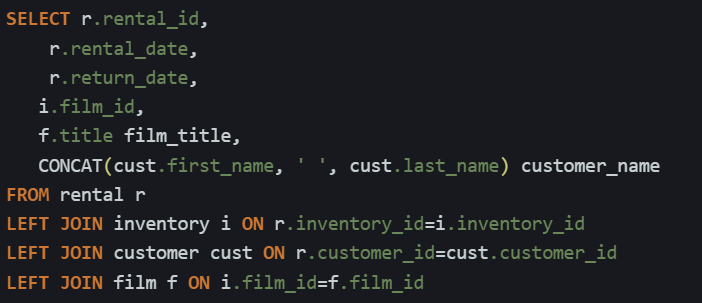 SELECT r.rental_id,
    r.rental_date,
    r.return_date,
   i.film_id,
   f.title film_title,
   CONCAT(cust.first_name, ' ', cust.last_name) customer_name
FROM rental r
LEFT JOIN inventory i ON r.inventory_id=i.inventory_id
LEFT JOIN customer cust ON r.customer_id=cust.customer_id
LEFT JOIN film f ON i.film_id=f.film_id